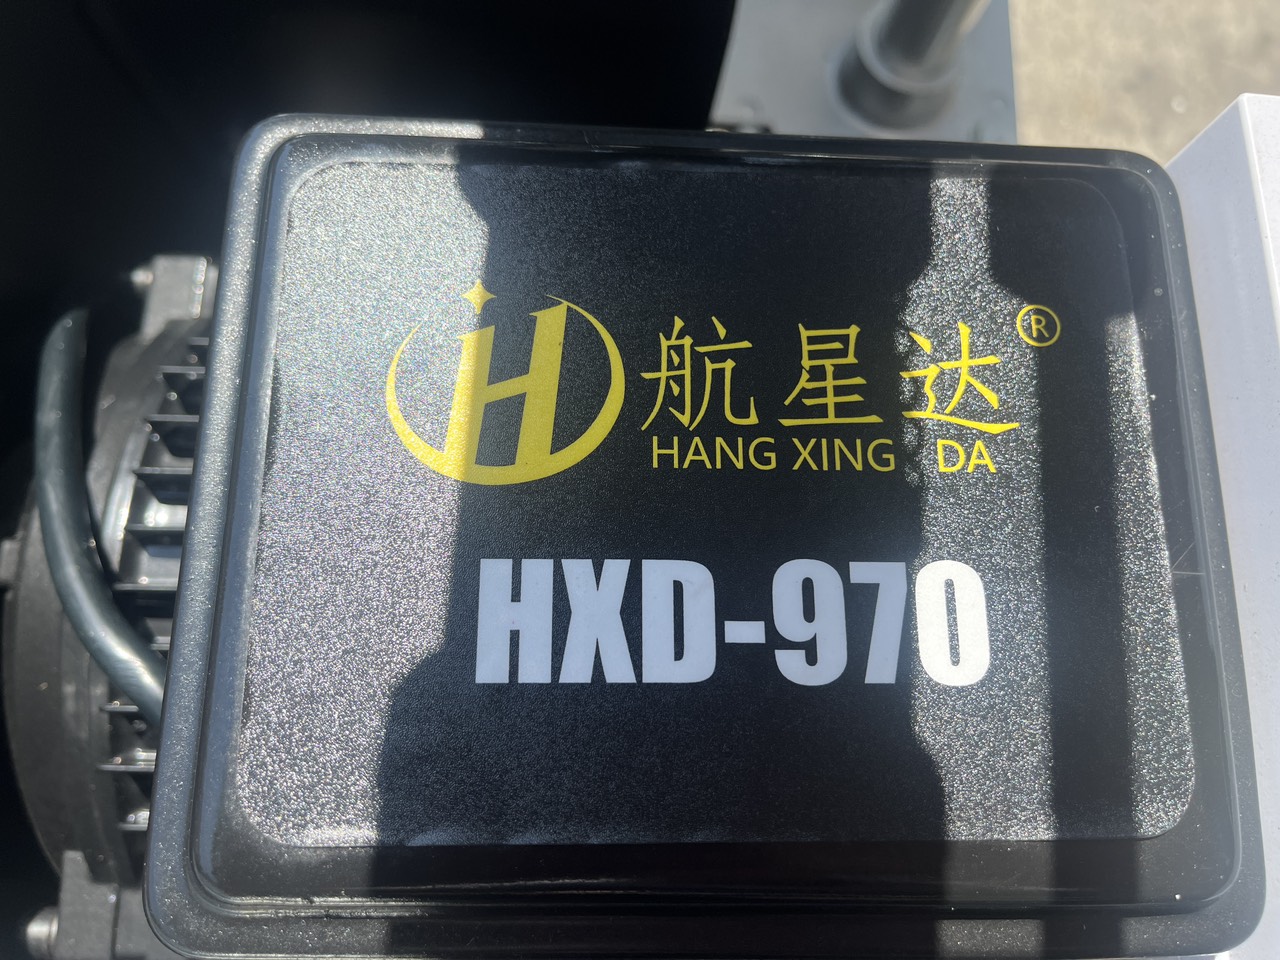 航星达®
HANG XING DA
HXD-970